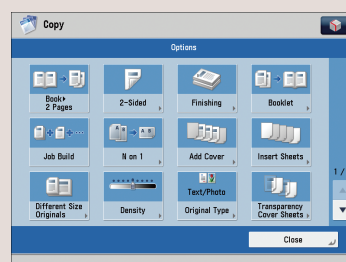 Copy
Options
Book▸
2 Pages
2-Sided
Finishing
Booklet
Job Build
N on 1
Add Cover
Insert Sheets
1 /
Different Size
Originals
Density
Text/Photo
Original Type
Transparency
Cover Sheets
Close